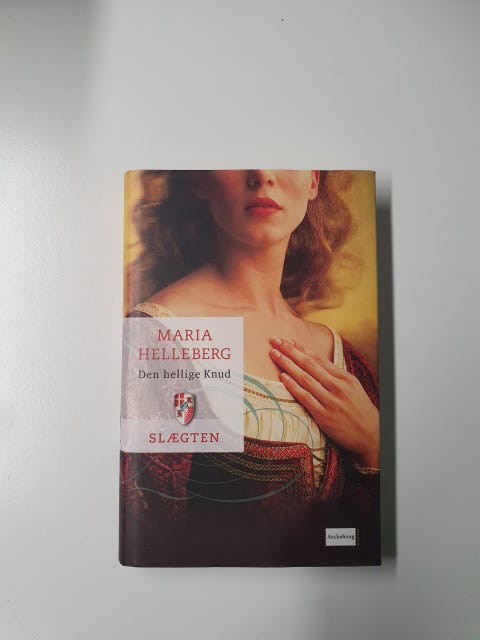 MARIA
HELLEBERG
Den hellige Knud
SLÆGTEN
Aschehoug